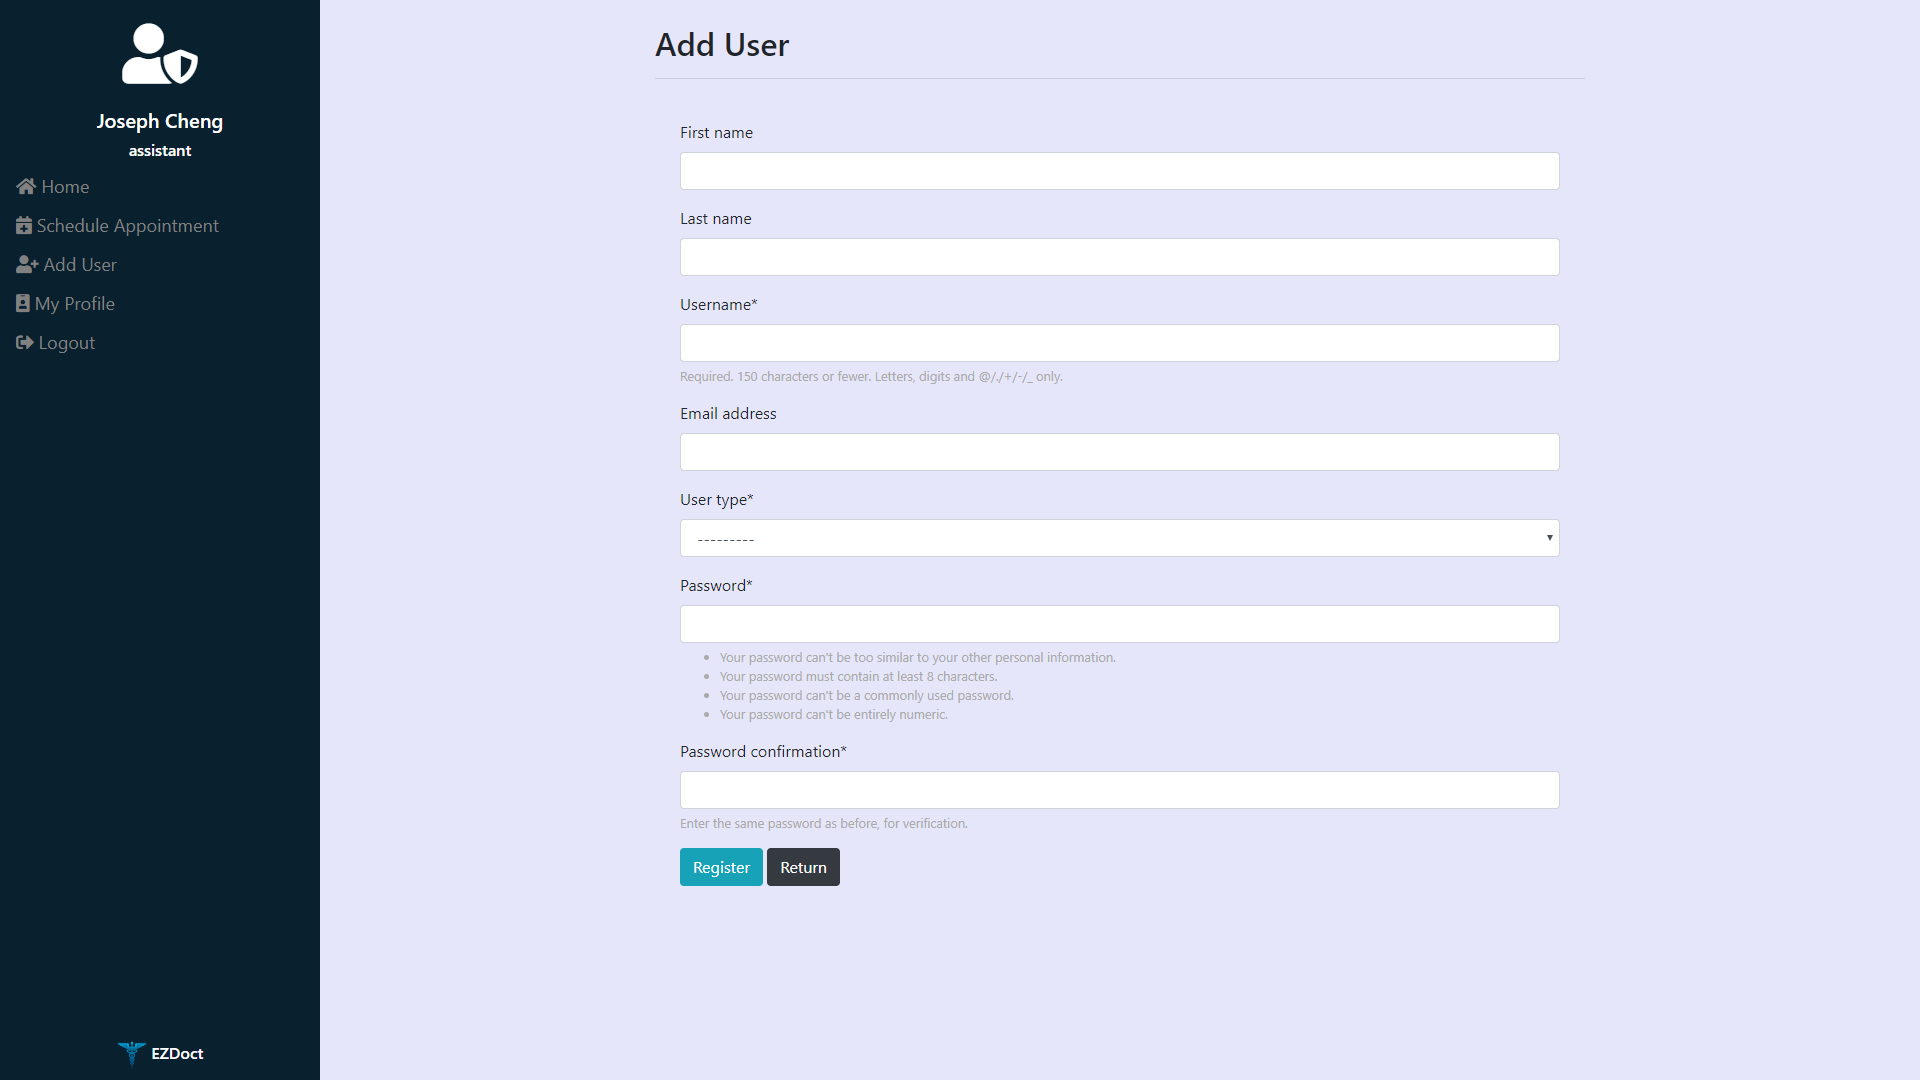 Joseph Cheng
assistant
Home
Schedule Appointment
Add User
My Profile
Logout
EZDoct
Add User
First name
Last name
Username*
Required. 150 characters or fewer. Letters, digits and @/./+/-/_ only.
Email address
User type*
---------
Password*
Your password can't be too similar to your other personal information.
Your password must contain at least 8 characters.
Your password can't be a commonly used password.
Your password can't be entirely numeric.
Password confirmation*
Enter the same password as before, for verification.
Register Return